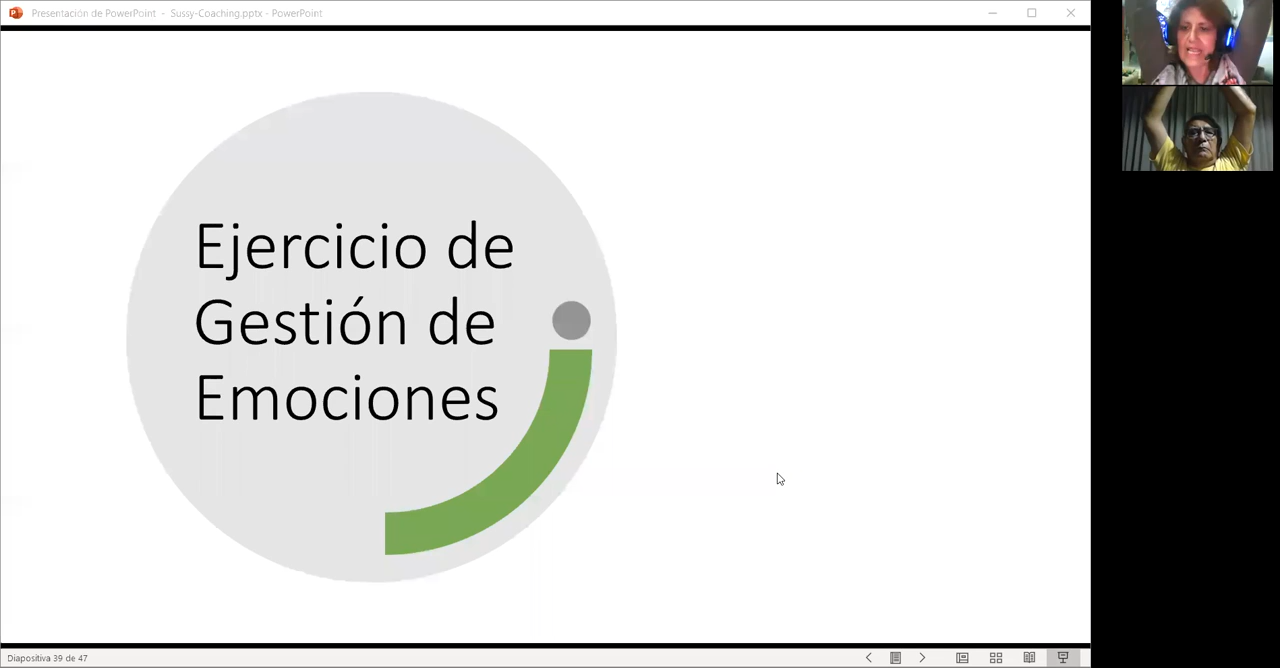 Presentación de PowerPoint - Sussy-Coaching.pptx - PowerPoint
Ejercicio de
Gestión de
Emociones
Diapositiva 39 de 47